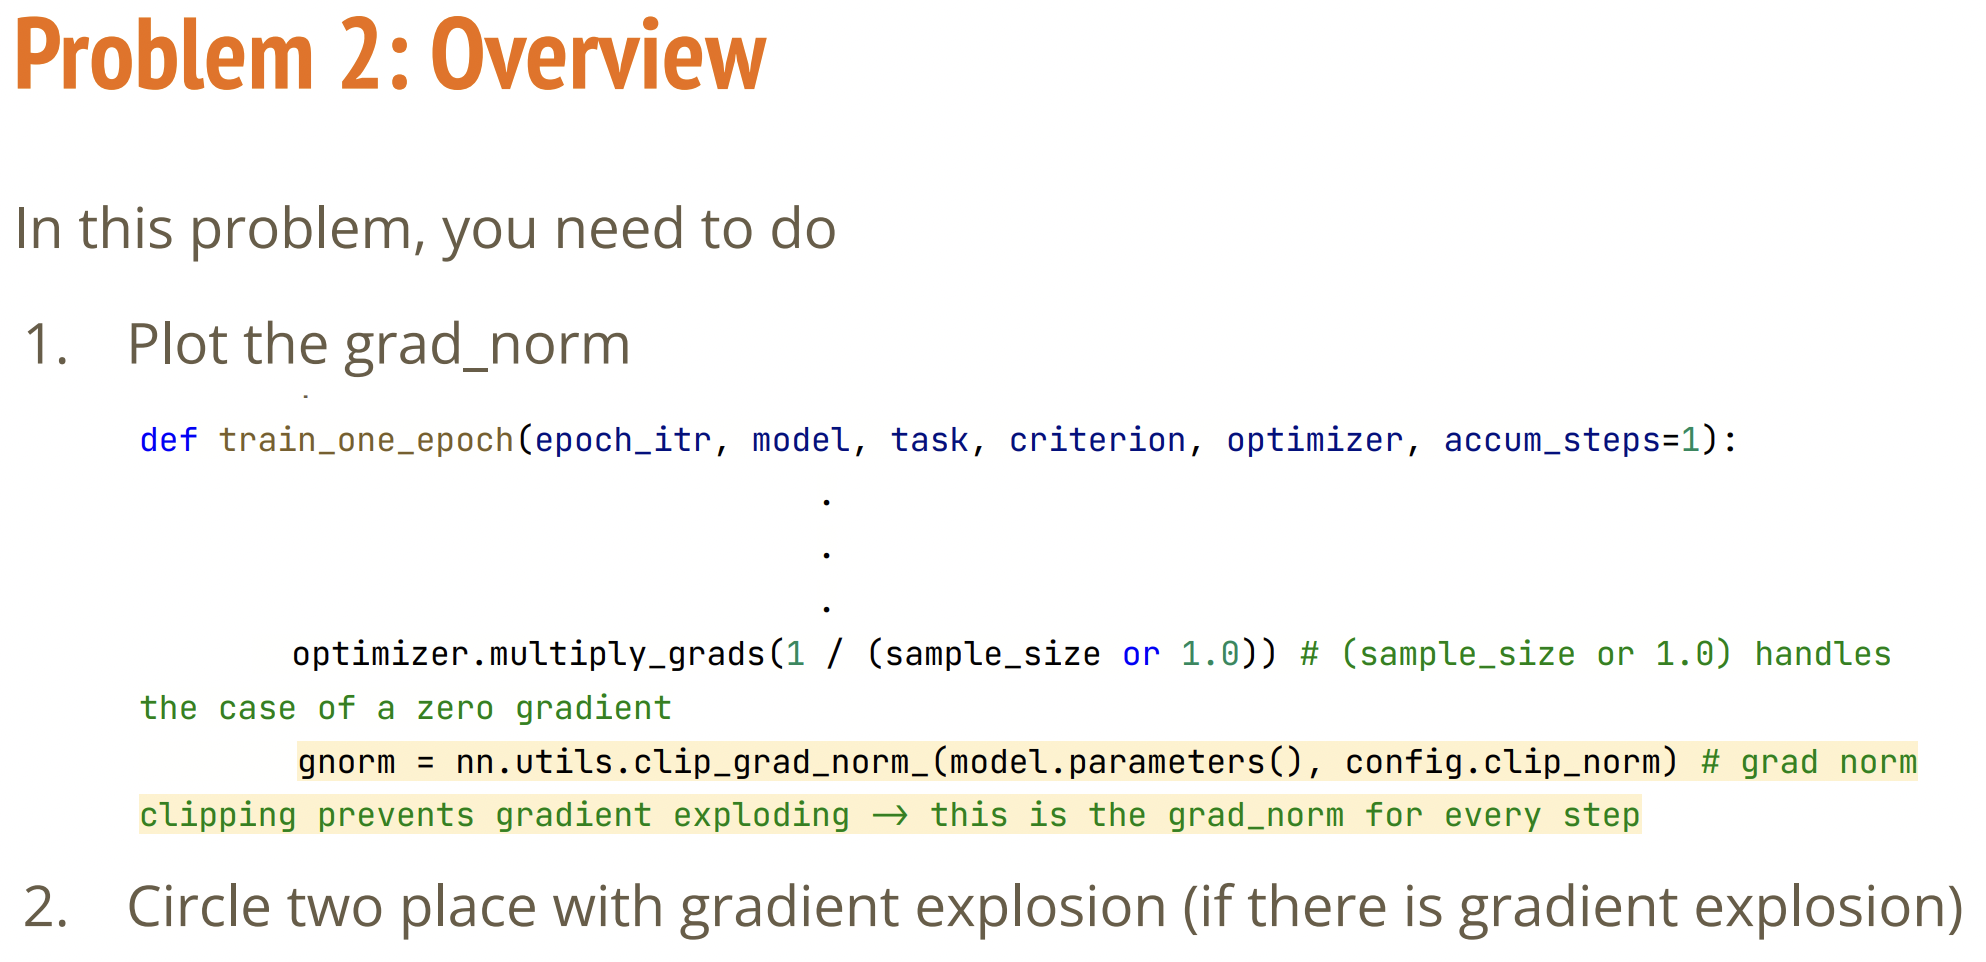 Problem 2: Overview
In this problem, you need to do
1. Plot the grad_norm
def train_one_epoch(epoch_itr, model, task, criterion, optimizer, accum_steps=1):
.
.
.
optimizer.multiply_grads(1 / (sample_size or 1.0)) # (sample_size or 1.0) handles
the case of a zero gradient
gnorm = nn.utils.clip_grad_norm_(model.parameters(), config.clip_norm) # grad norm
clipping prevents gradient exploding → this is the grad_norm for every step
2. Circle two place with gradient explosion (if there is gradient explosion)